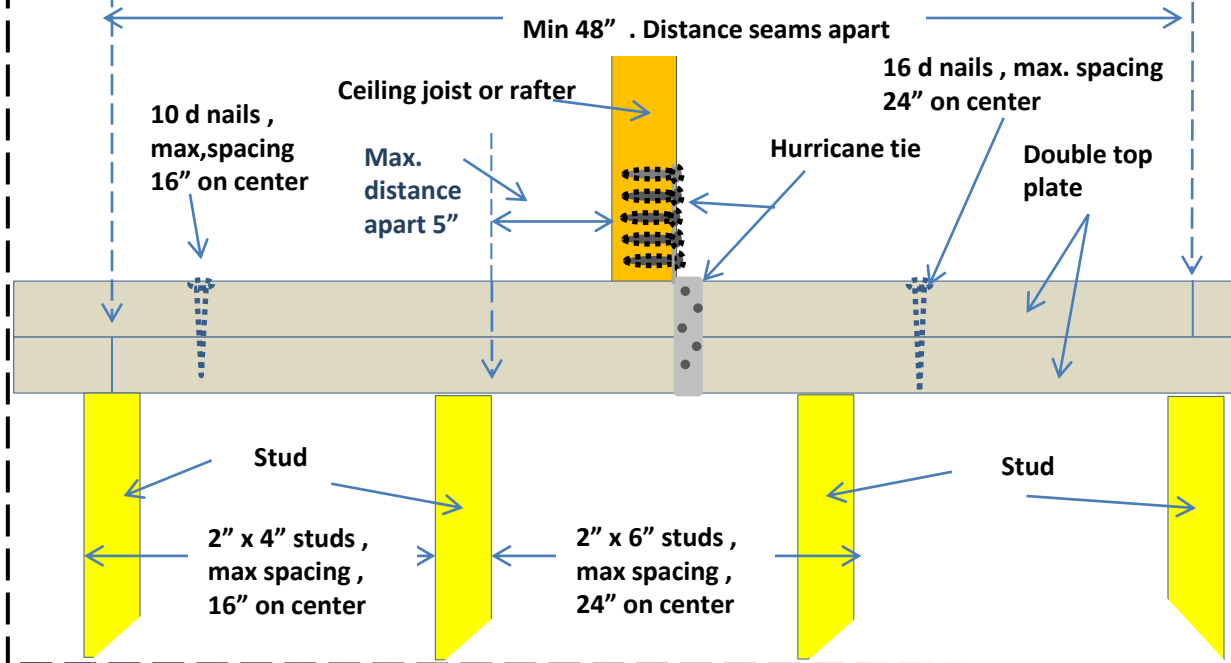 Min 48” . Distance seams apart
Ceiling joist or rafter
16 d nails , max. spacing
24” on center
10 d nails ,
max,spacing
16” on center
Max.
distance
apart 5”
Hurricane tie
Double top
plate
Stud
Stud
2” x 4” studs ,
max spacing ,
16” on center
2” x 6” studs ,
max spacing ,
24” on center